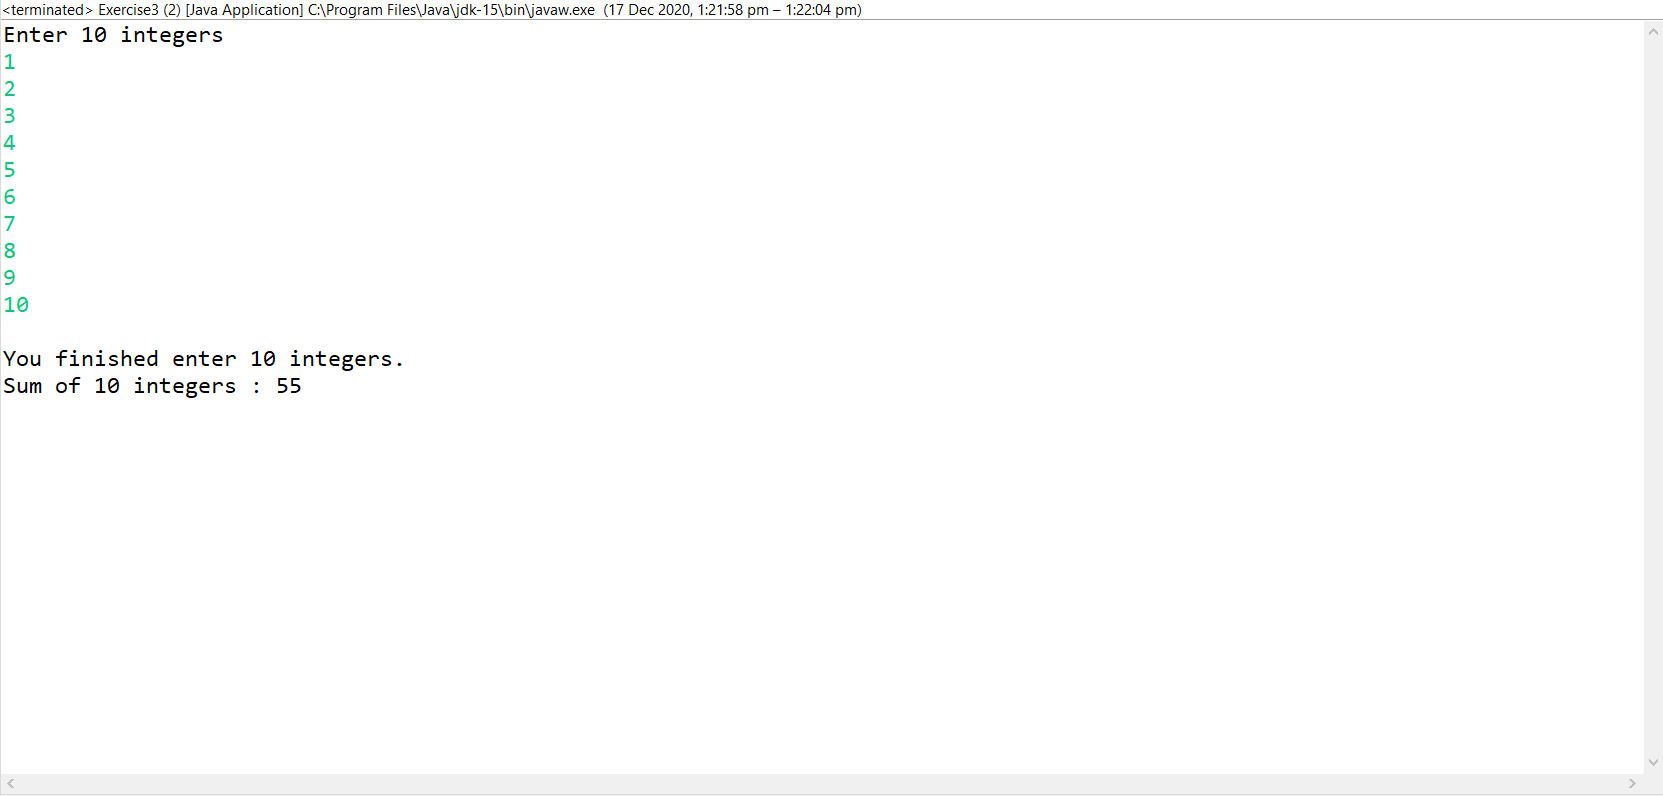 <terminated> Exercise3 (2) [Java Application] C:\Program Files\Java\jdk-15\bin\javaw.exe  (17 Dec 2020, 1:21:58 pm – 1:22:04 pm)
Enter 10 integers
1
2
3
4
5
6
7
8
9
10
You finished enter 10 integers.
Sum of 10 integers : 55